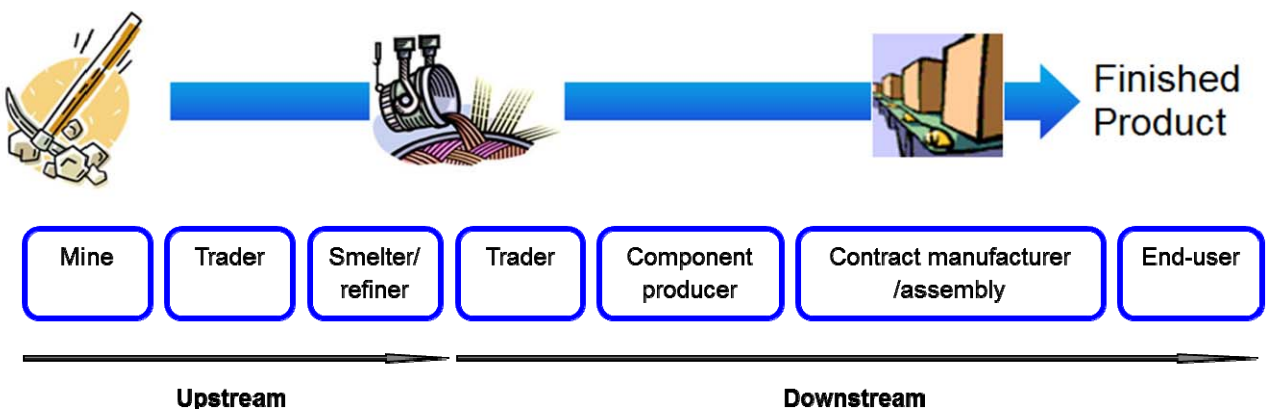 Finished
Product
Mine
Trader
Smelter/
refiner
Trader
Component
producer
Contract manufacturer
/assembly
End-user
Upstream
Downstream